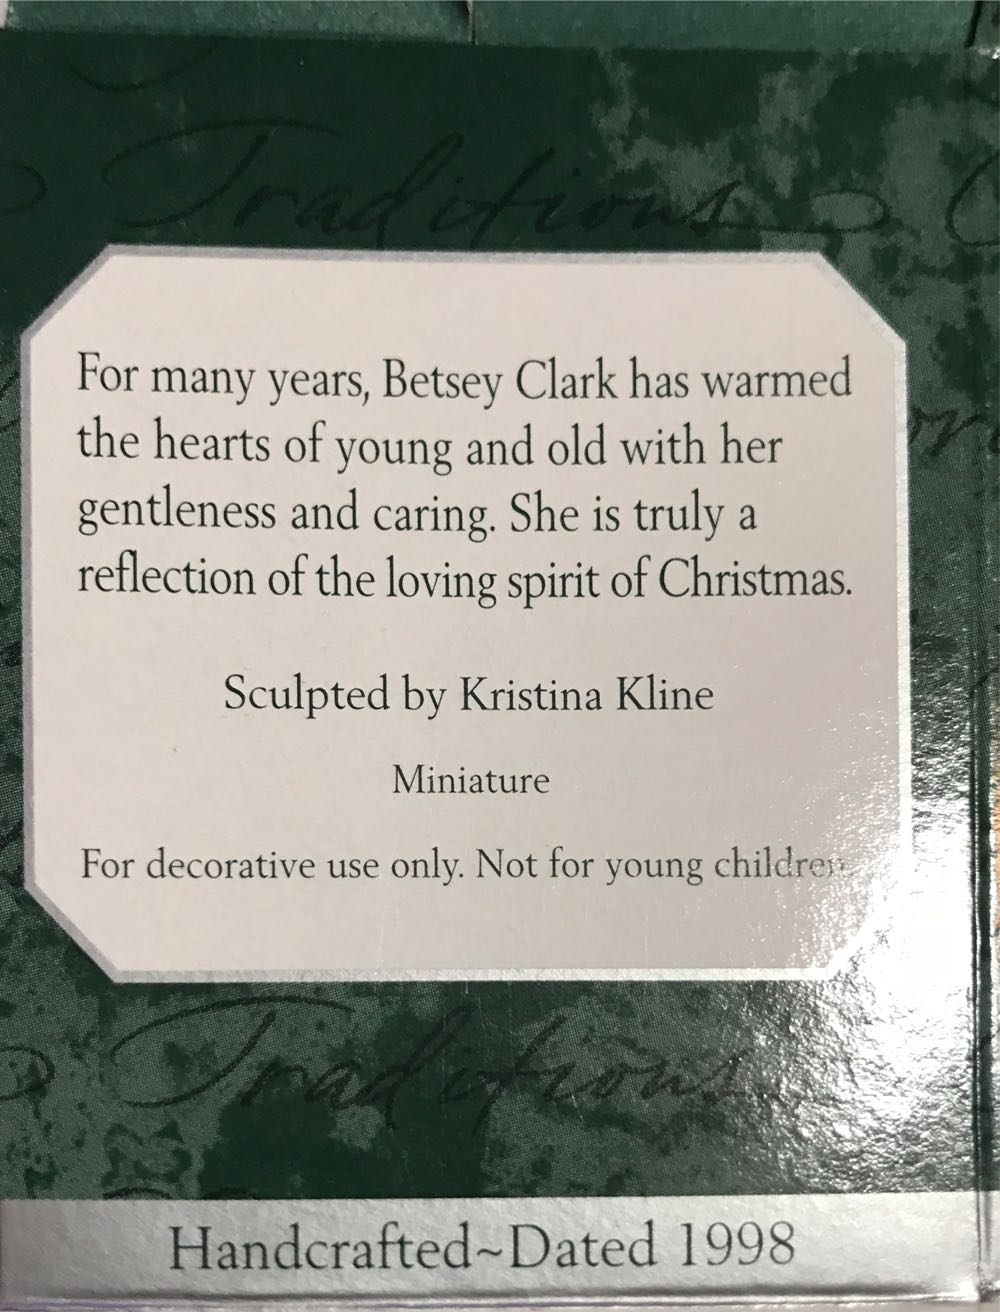 Traditions
For many years, Betsey Clark has warmed
the hearts of young and old with her
gentleness and caring. She is truly a
reflection of the loving spirit of Christmas.
Sculpted by Kristina Kline
Miniature
For decorative use only. Not for young children.
Traditions
Handcrafted~Dated 1998